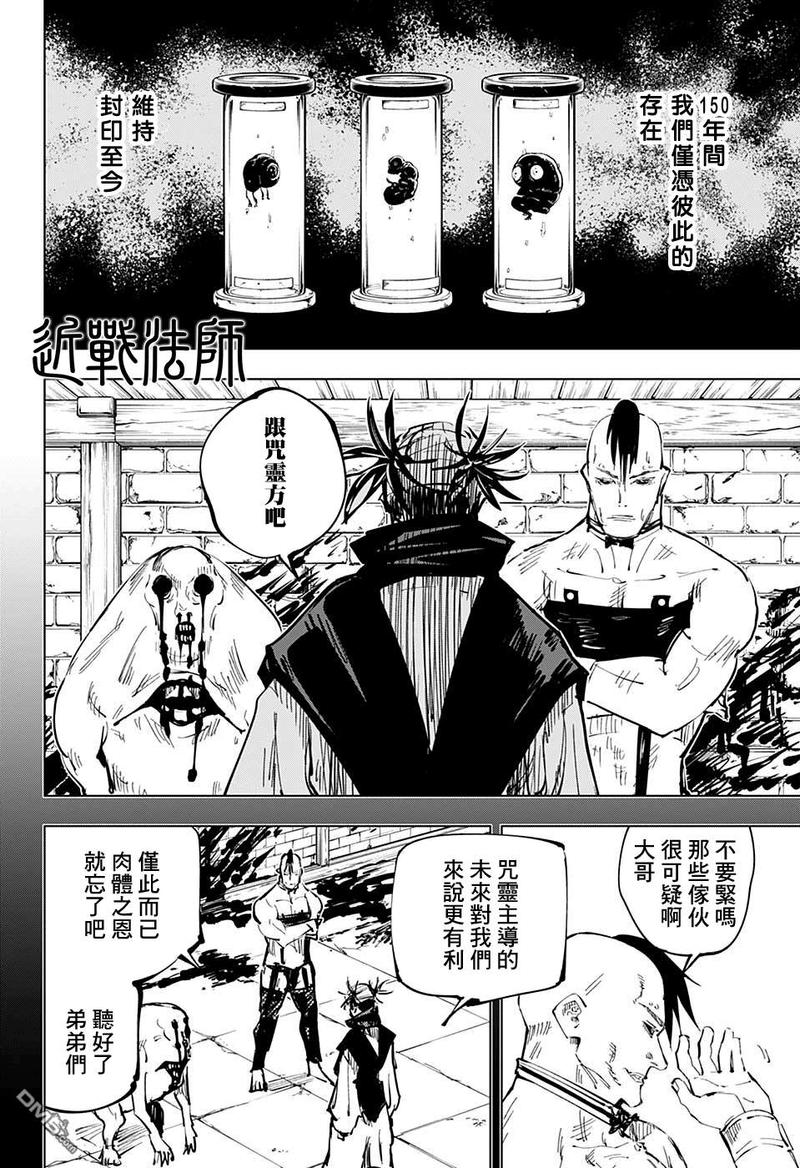 150年間
我們僅憑彼此的
存在
維持
封印至今
近戰法師
跟咒靈方吧
不要緊嗎
那些傢伙
很可疑啊
大哥
咒靈主導的
未來對我們
來說更有利
僅此而已
肉體之恩
就忘了吧
聽好了
弟弟們